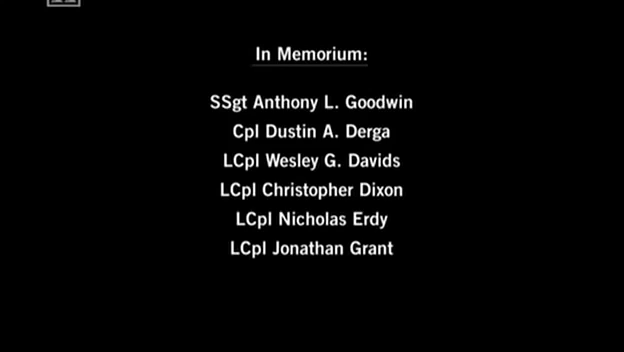 In Memorium:
SSgt Anthony L. Goodwin
Cpl Dustin A. Derga
LCpl Wesley G. Davids
LCpl Christopher Dixon
LCpl Nicholas Erdy
LCpl Jonathan Grant